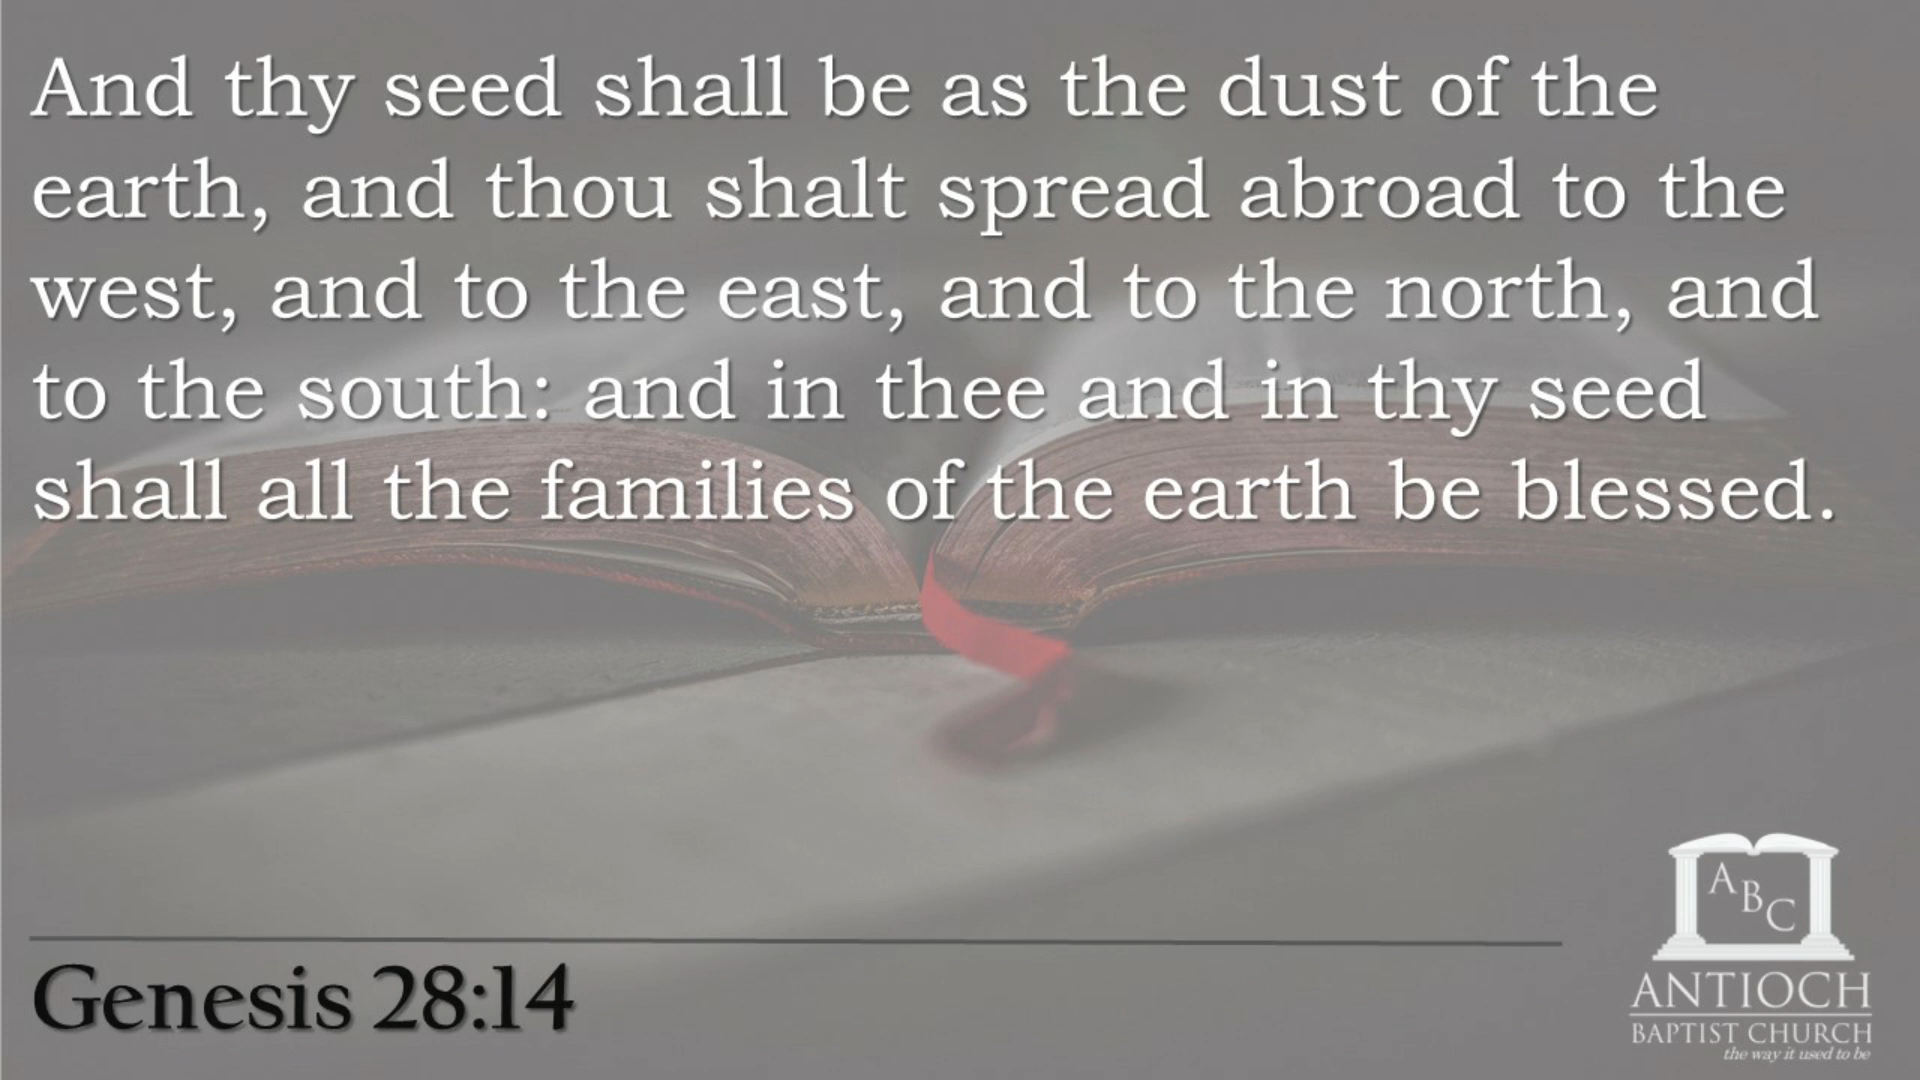 And thy seed shall be as the dust of the
earth, and thou shalt spread abroad to the
west, and to the east, and to the north, and
to the south: and in thee and in thy seed
shall all the families of the earth be blessed.
Genesis 28:14
A B C
ANTIOCH
BAPTIST CHURCH
the way it used to be